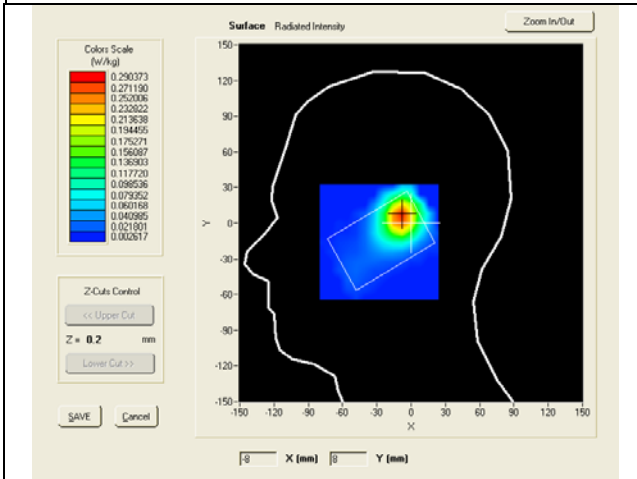 Surface Radiated Intensity
Zoom In/Out
Colors Scale
(W/kg)
0.290373
0.271190
0.252006
0.232822
0.213638
0.194455
0.175271
0.156087
0.136903
0.117720
0.098536
0.079352
0.060168
0.040985
0.021801
0.002617
Z-Cuts Control
<< Upper Cut
Z = 0.2 mm
Lower Cut >>
SAVE Cancel
150
120
90
60
30
0
-30
-60
-90
-120
-150
Y
-150 -120 -90 -60 -30 0 30 60 90 120 150
X
-8 X (mm) 8 Y (mm)